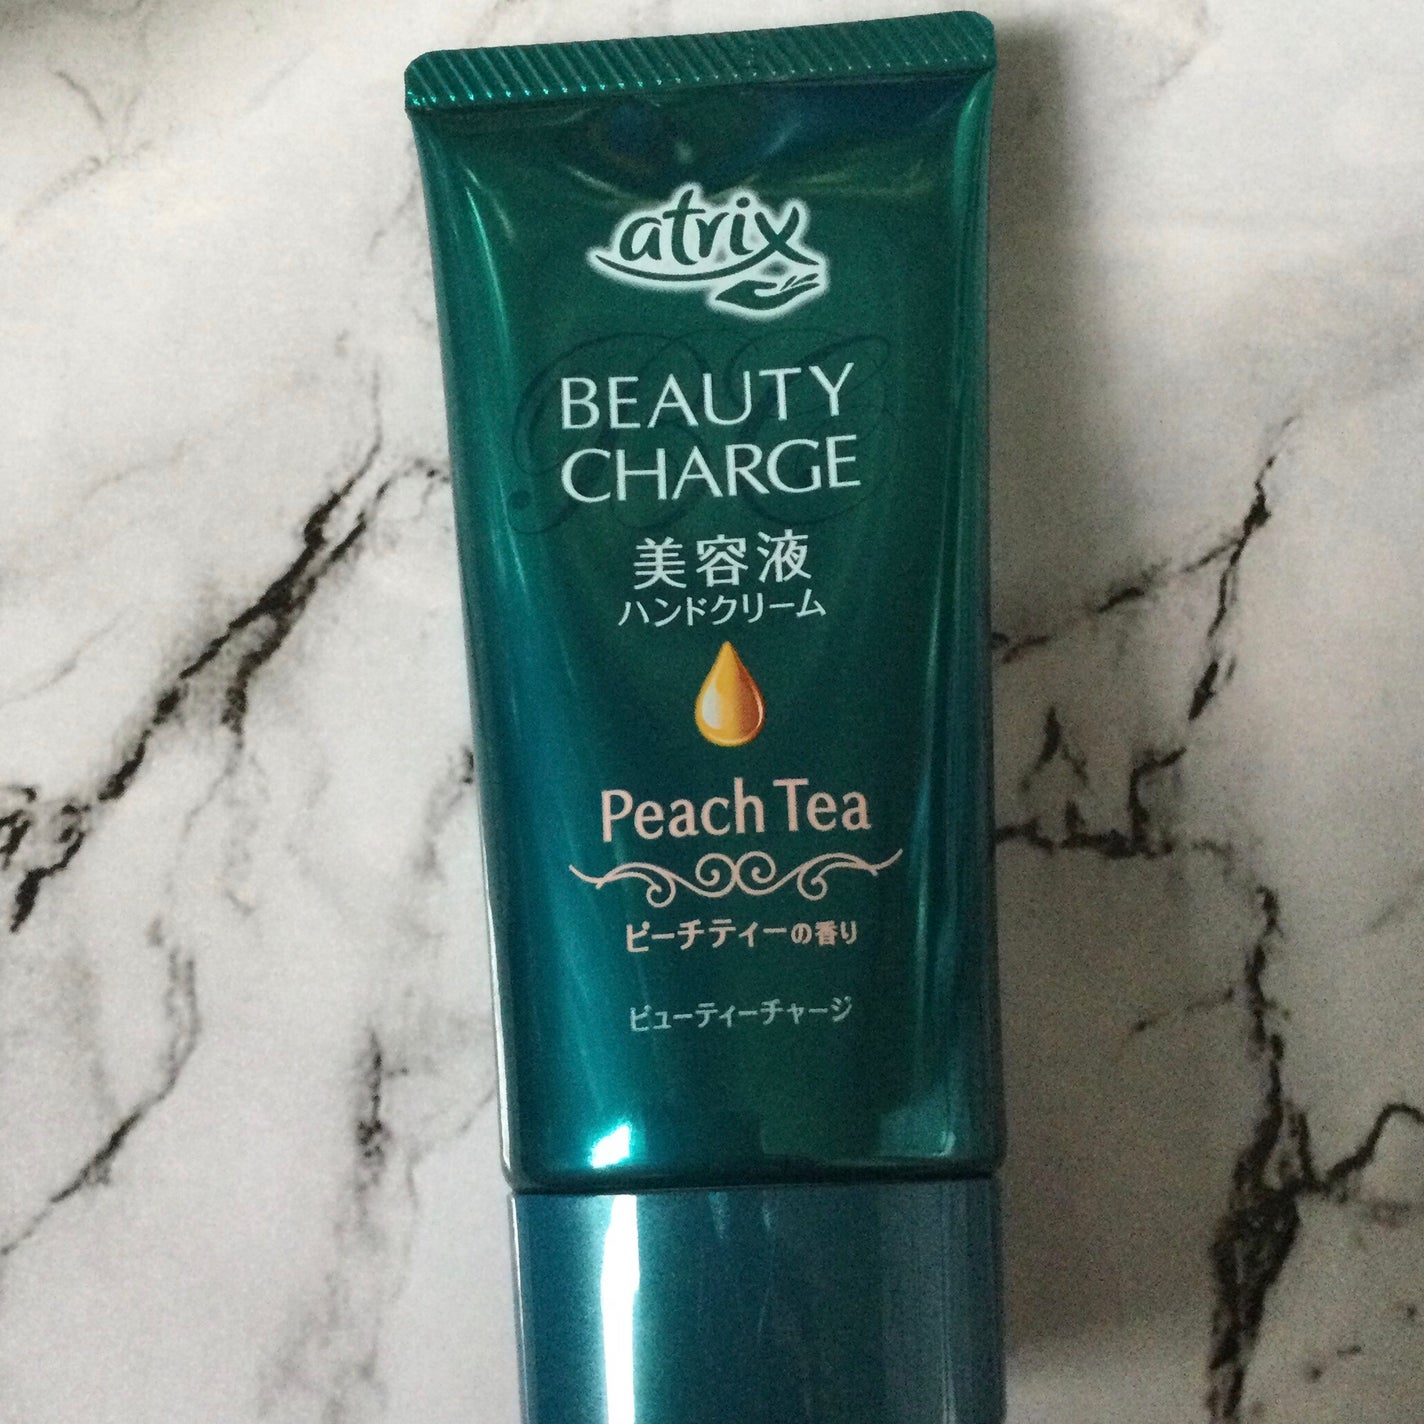 atrix
BEAUTY
CHARGE
美容液
ハンドクリーム
Peach Tea
ピーチティーの香り
ビューティーチャージ